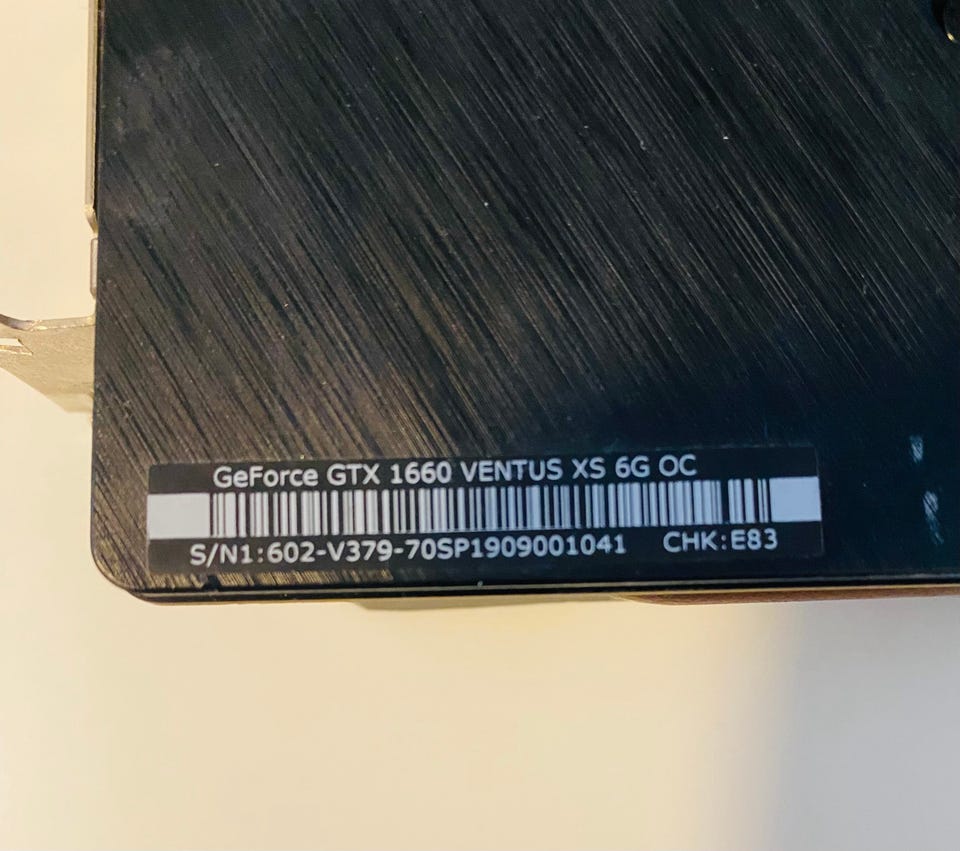 GeForce GTX 1660 VENTUS XS 6G OC
S/N1:602-V379-70SP1909001041 CHK:E83